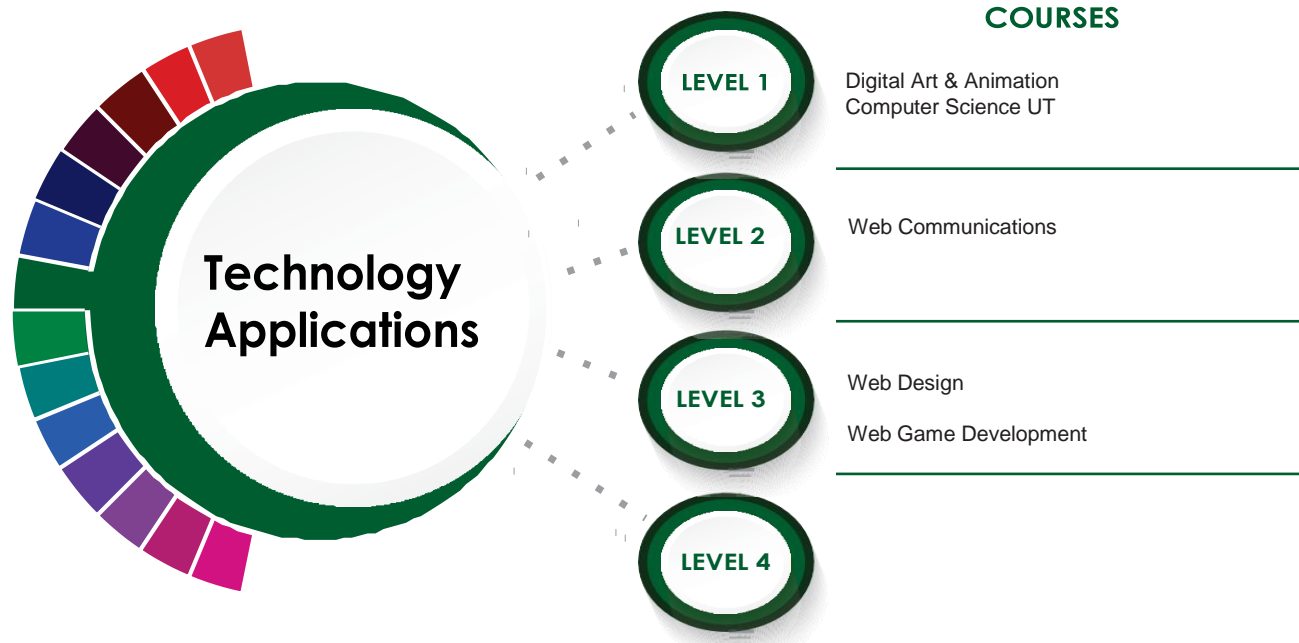 COURSES
Technology
Applications
LEVEL 1
Digital Art & Animation
Computer Science UT
LEVEL 2
Web Communications
LEVEL 3
Web Design
Web Game Development
LEVEL 4